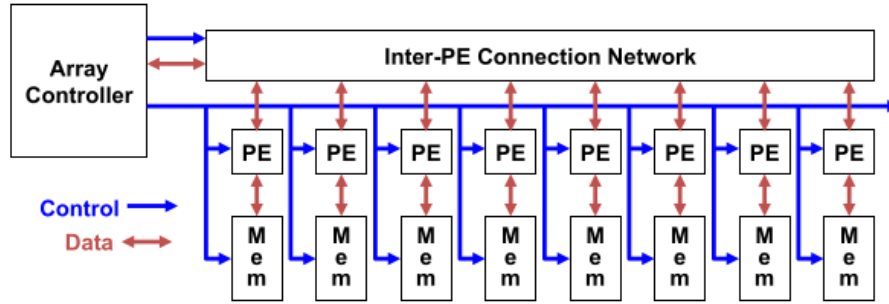 Array
Controller
Inter-PE Connection Network
PE PE PE PE PE PE PE PE
Control
Data
M M M M M M M M
e e e e e e e e
m m m m m m m m